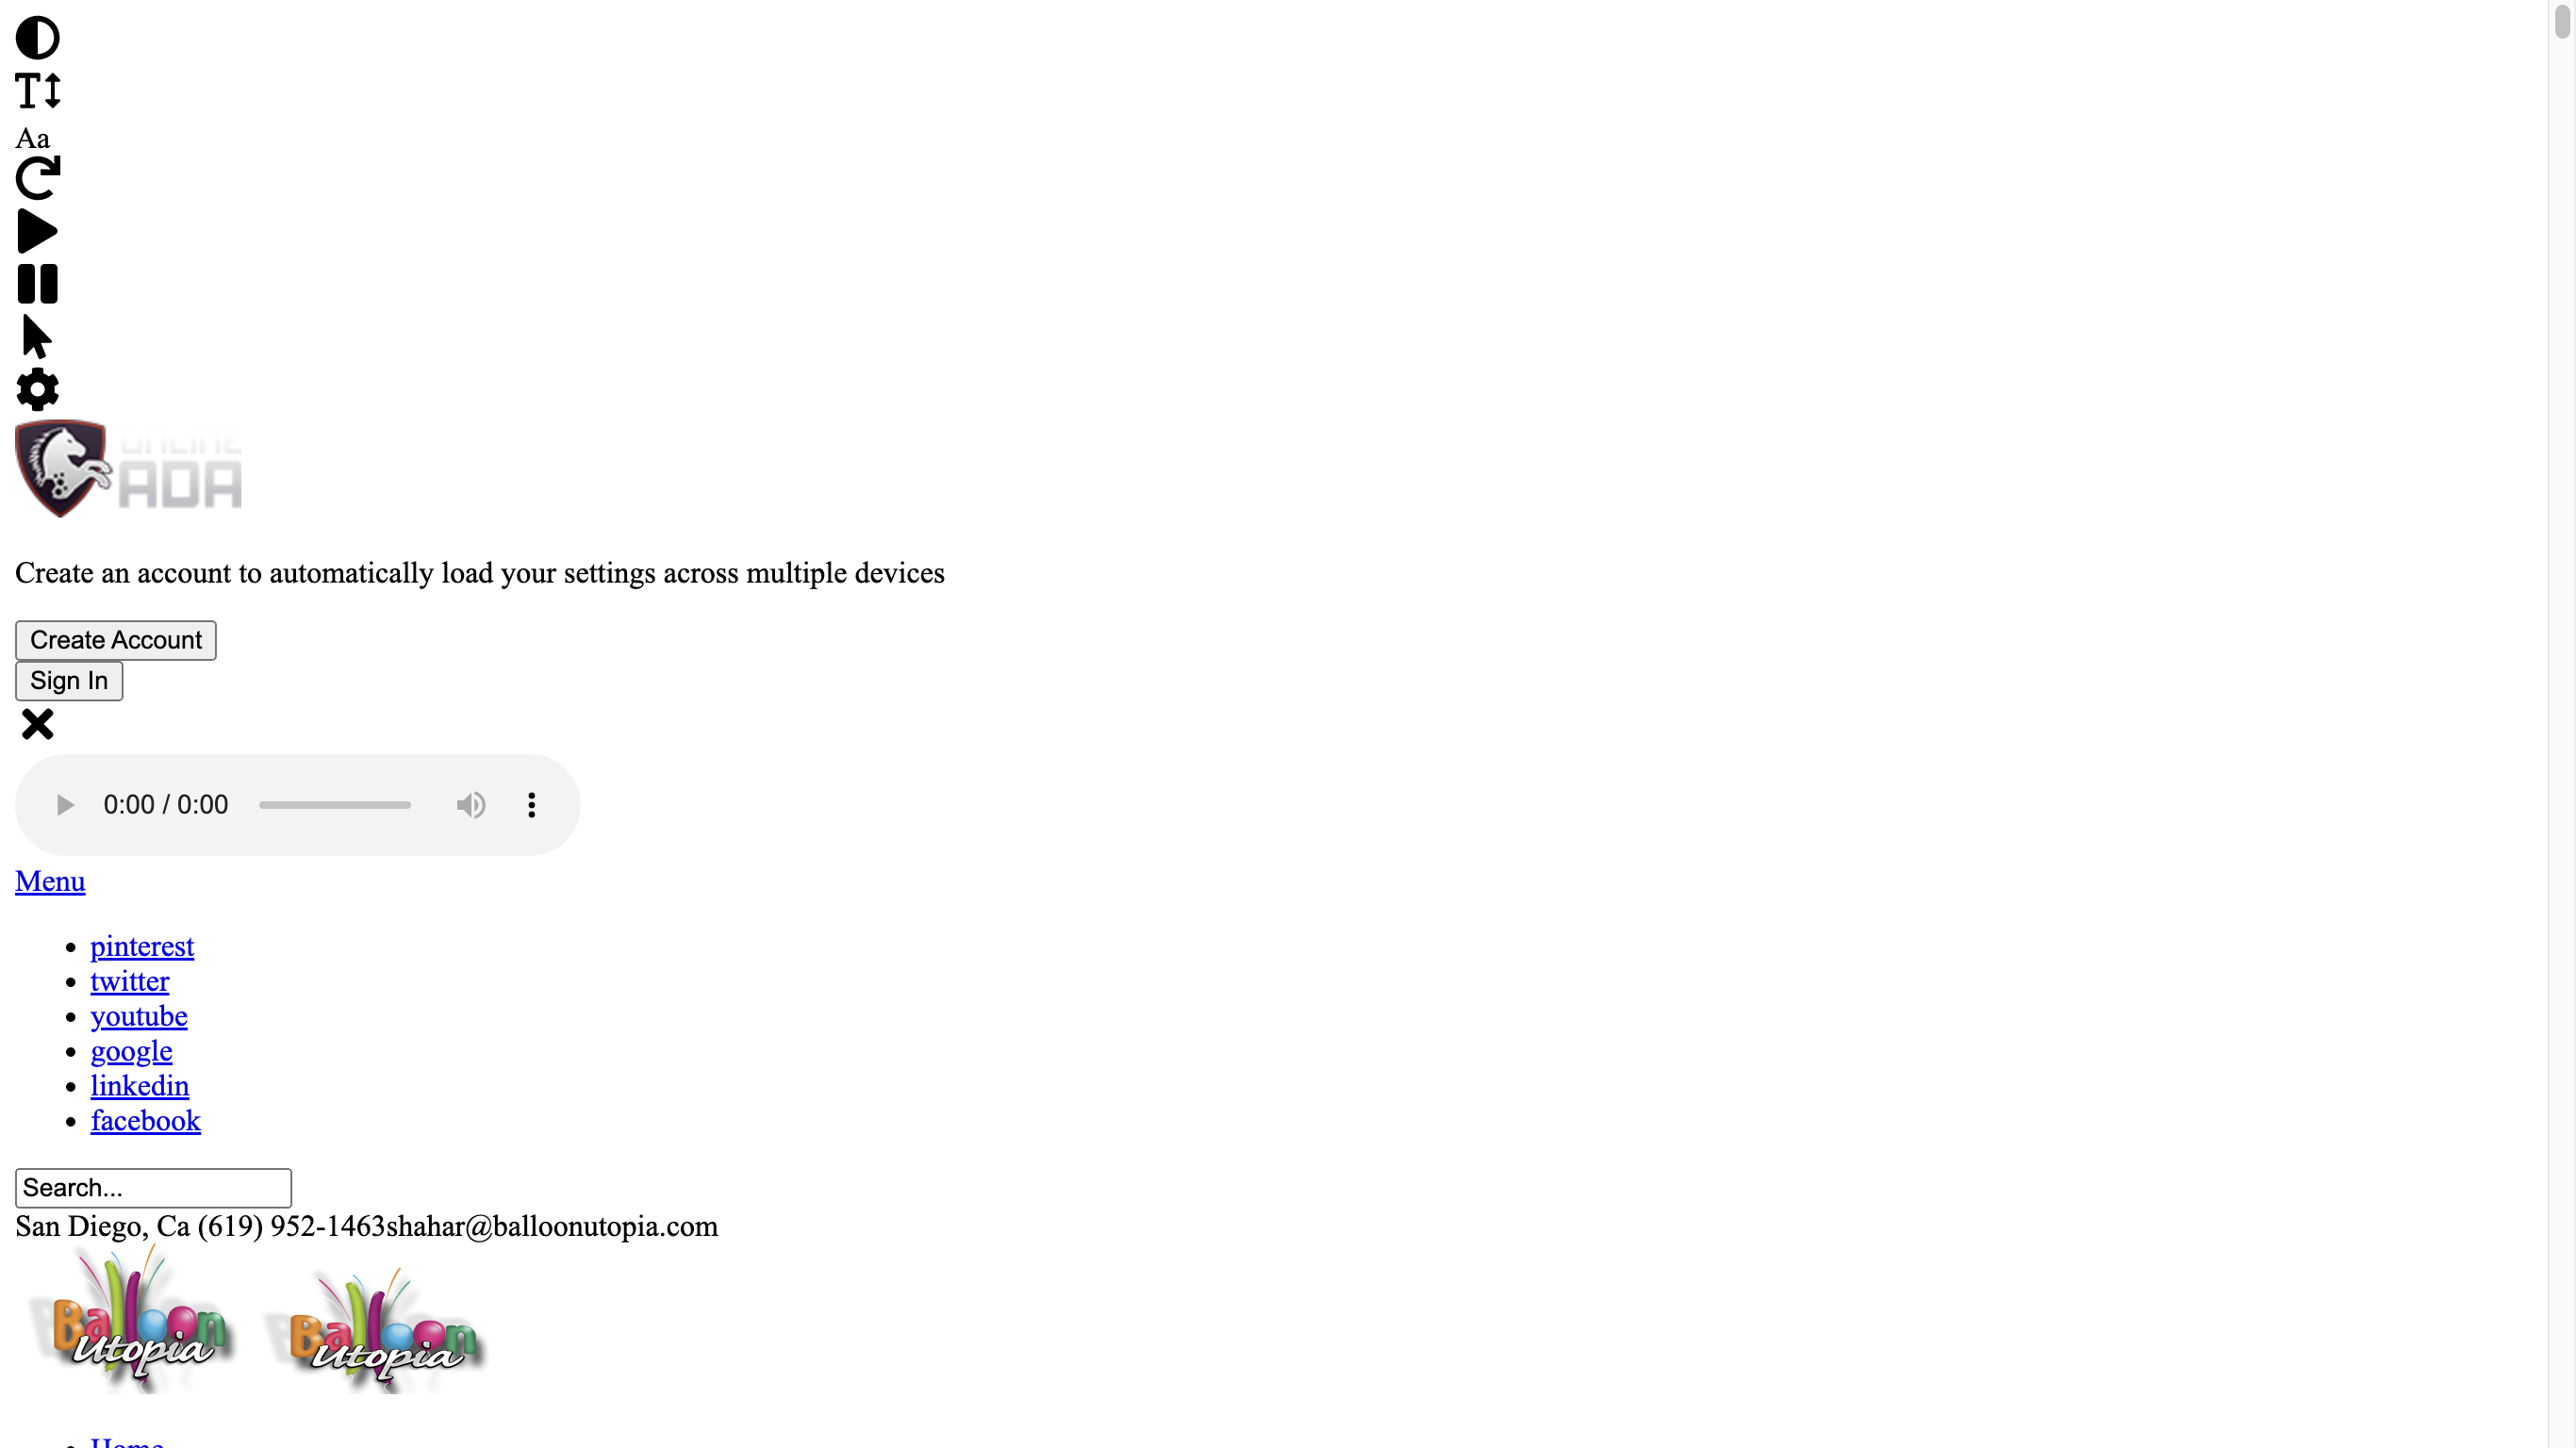 T
Aa
ONLINE
ADA
Create an account to automatically load your settings across multiple devices
Create Account
Sign In
0:00 / 0:00
Menu
pinterest
twitter
youtube
google
linkedin
facebook
Search...
San Diego, Ca (619) 952-1463shahar@balloonutopia.com
Balloon Utopia
Balloon Utopia
Home